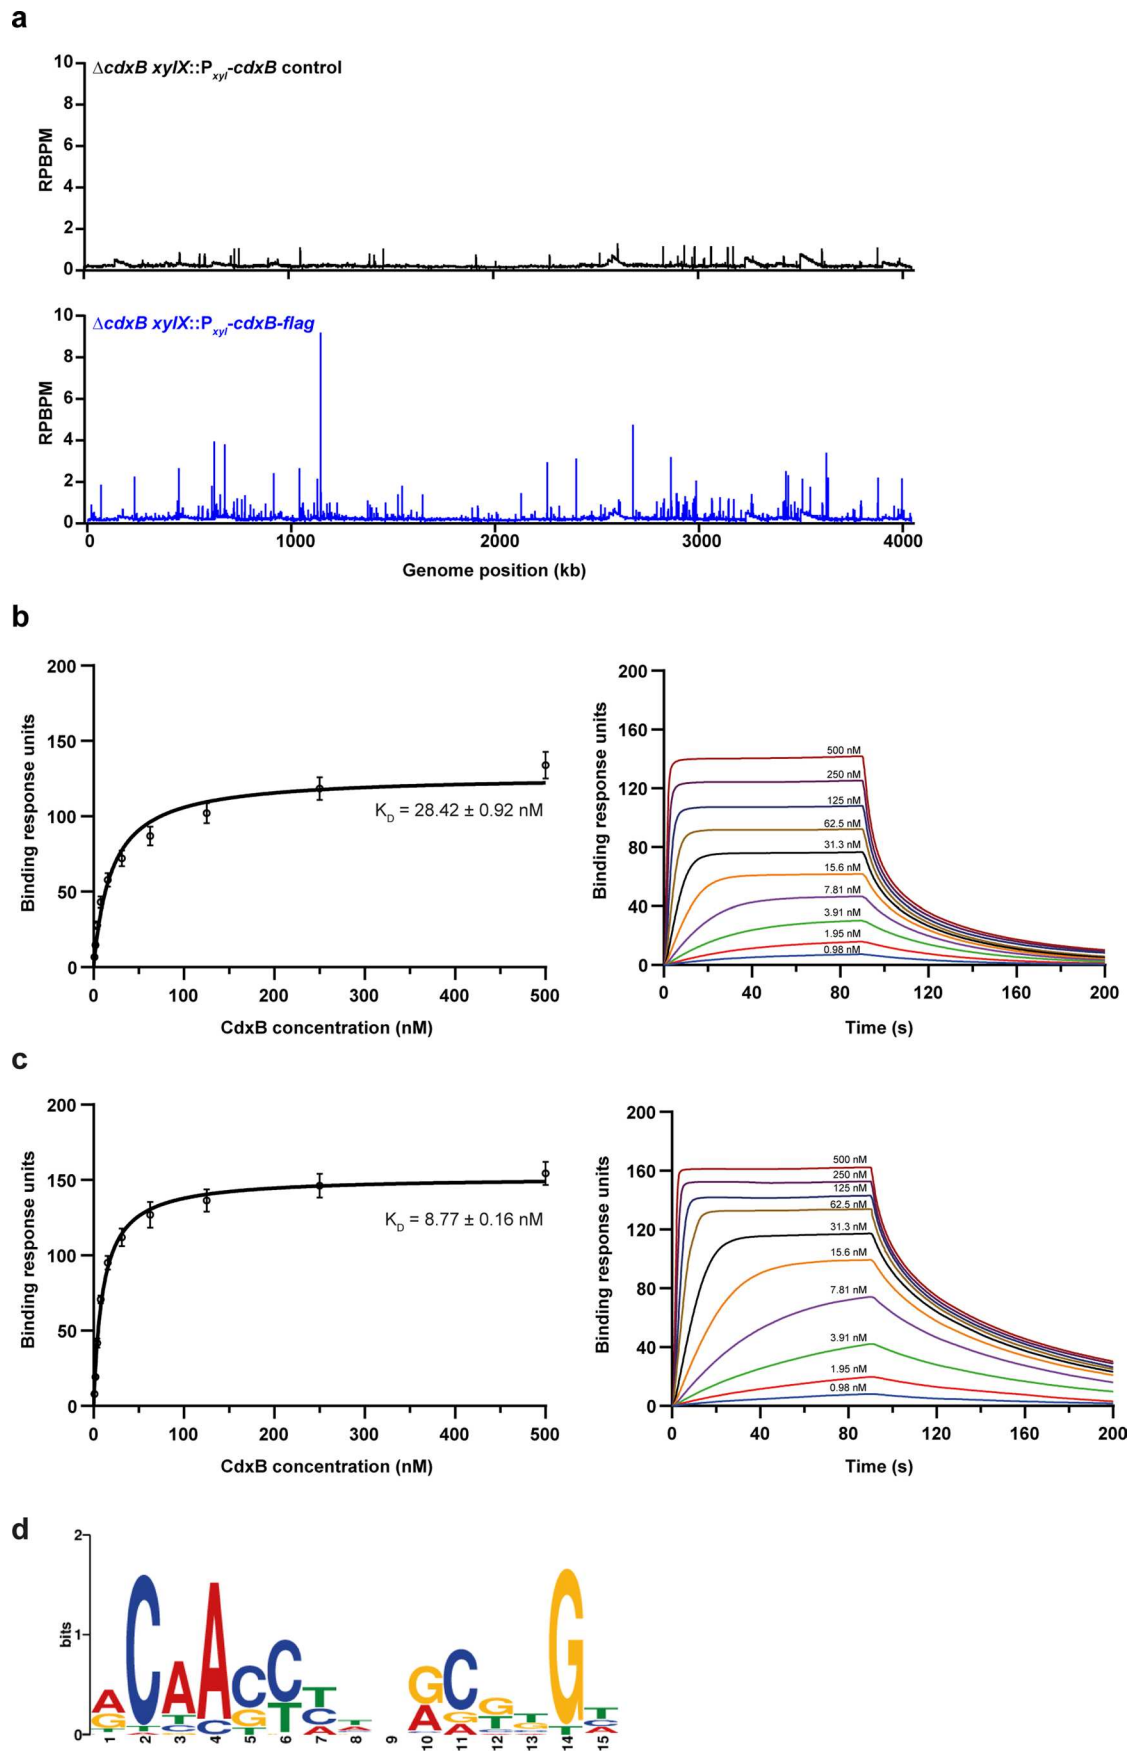 a
10
8
6
4
2
0
RPBPM
ΔcdxB xylX::Pxyl-cdxB control
10
8
6
4
2
0
RPBPM
ΔcdxB xylX::Pxyl-cdxB-flag
0 1000 2000 3000 4000
Genome position (kb)
b
200
150
100
50
0
Binding response units
KD = 28.42 ± 0.92 nM
0 100 200 300 400 500
CdxB concentration (nM)
200
160
120
80
40
0
Binding response units
500 nM
250 nM
125 nM
62.5 nM
31.3 nM
15.6 nM
7.81 nM
3.91 nM
1.95 nM
0.98 nM
0 40 80 120 160 200
Time (s)
c
200
150
100
50
0
Binding response units
KD = 8.77 ± 0.16 nM
0 100 200 300 400 500
CdxB concentration (nM)
200
160
120
80
40
0
Binding response units
500 nM
250 nM
125 nM
62.5 nM
31.3 nM
15.6 nM
7.81 nM
3.91 nM
1.95 nM
0.98 nM
0 40 80 120 160 200
Time (s)
d
2
1
0
bits
A C A A C C T G C G T G T
G T T C G T C T A G T G T C
T C T A A A A
1 2 3 4 5 6 7 8 9 10 11 12 13 14 15